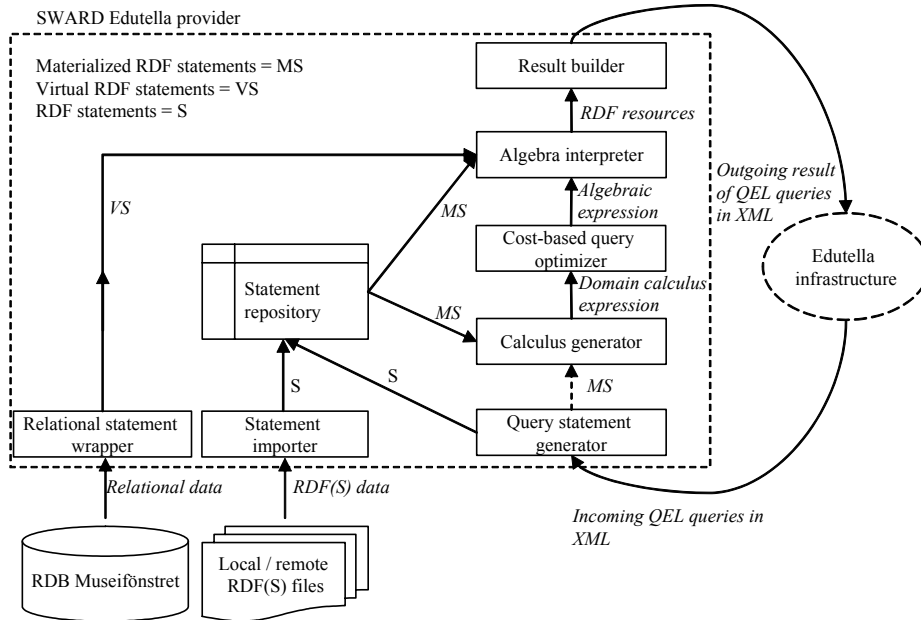 SWARD Edutella provider
Materialized RDF statements = MS
Virtual RDF statements = VS
RDF statements = S
Result builder
RDF resources
Algebra interpreter
Algebraic
expression
Outgoing result
of QEL queries
in XML
VS
MS
Cost-based query
optimizer
Edutella
infrastructure
Statement
repository
Domain calculus
expression
MS
Calculus generator
S
S
MS
Relational statement
wrapper
Statement
importer
Query statement
generator
Relational data
RDF(S) data
Incoming QEL queries in
XML
RDB Museifönstret
Local / remote
RDF(S) files